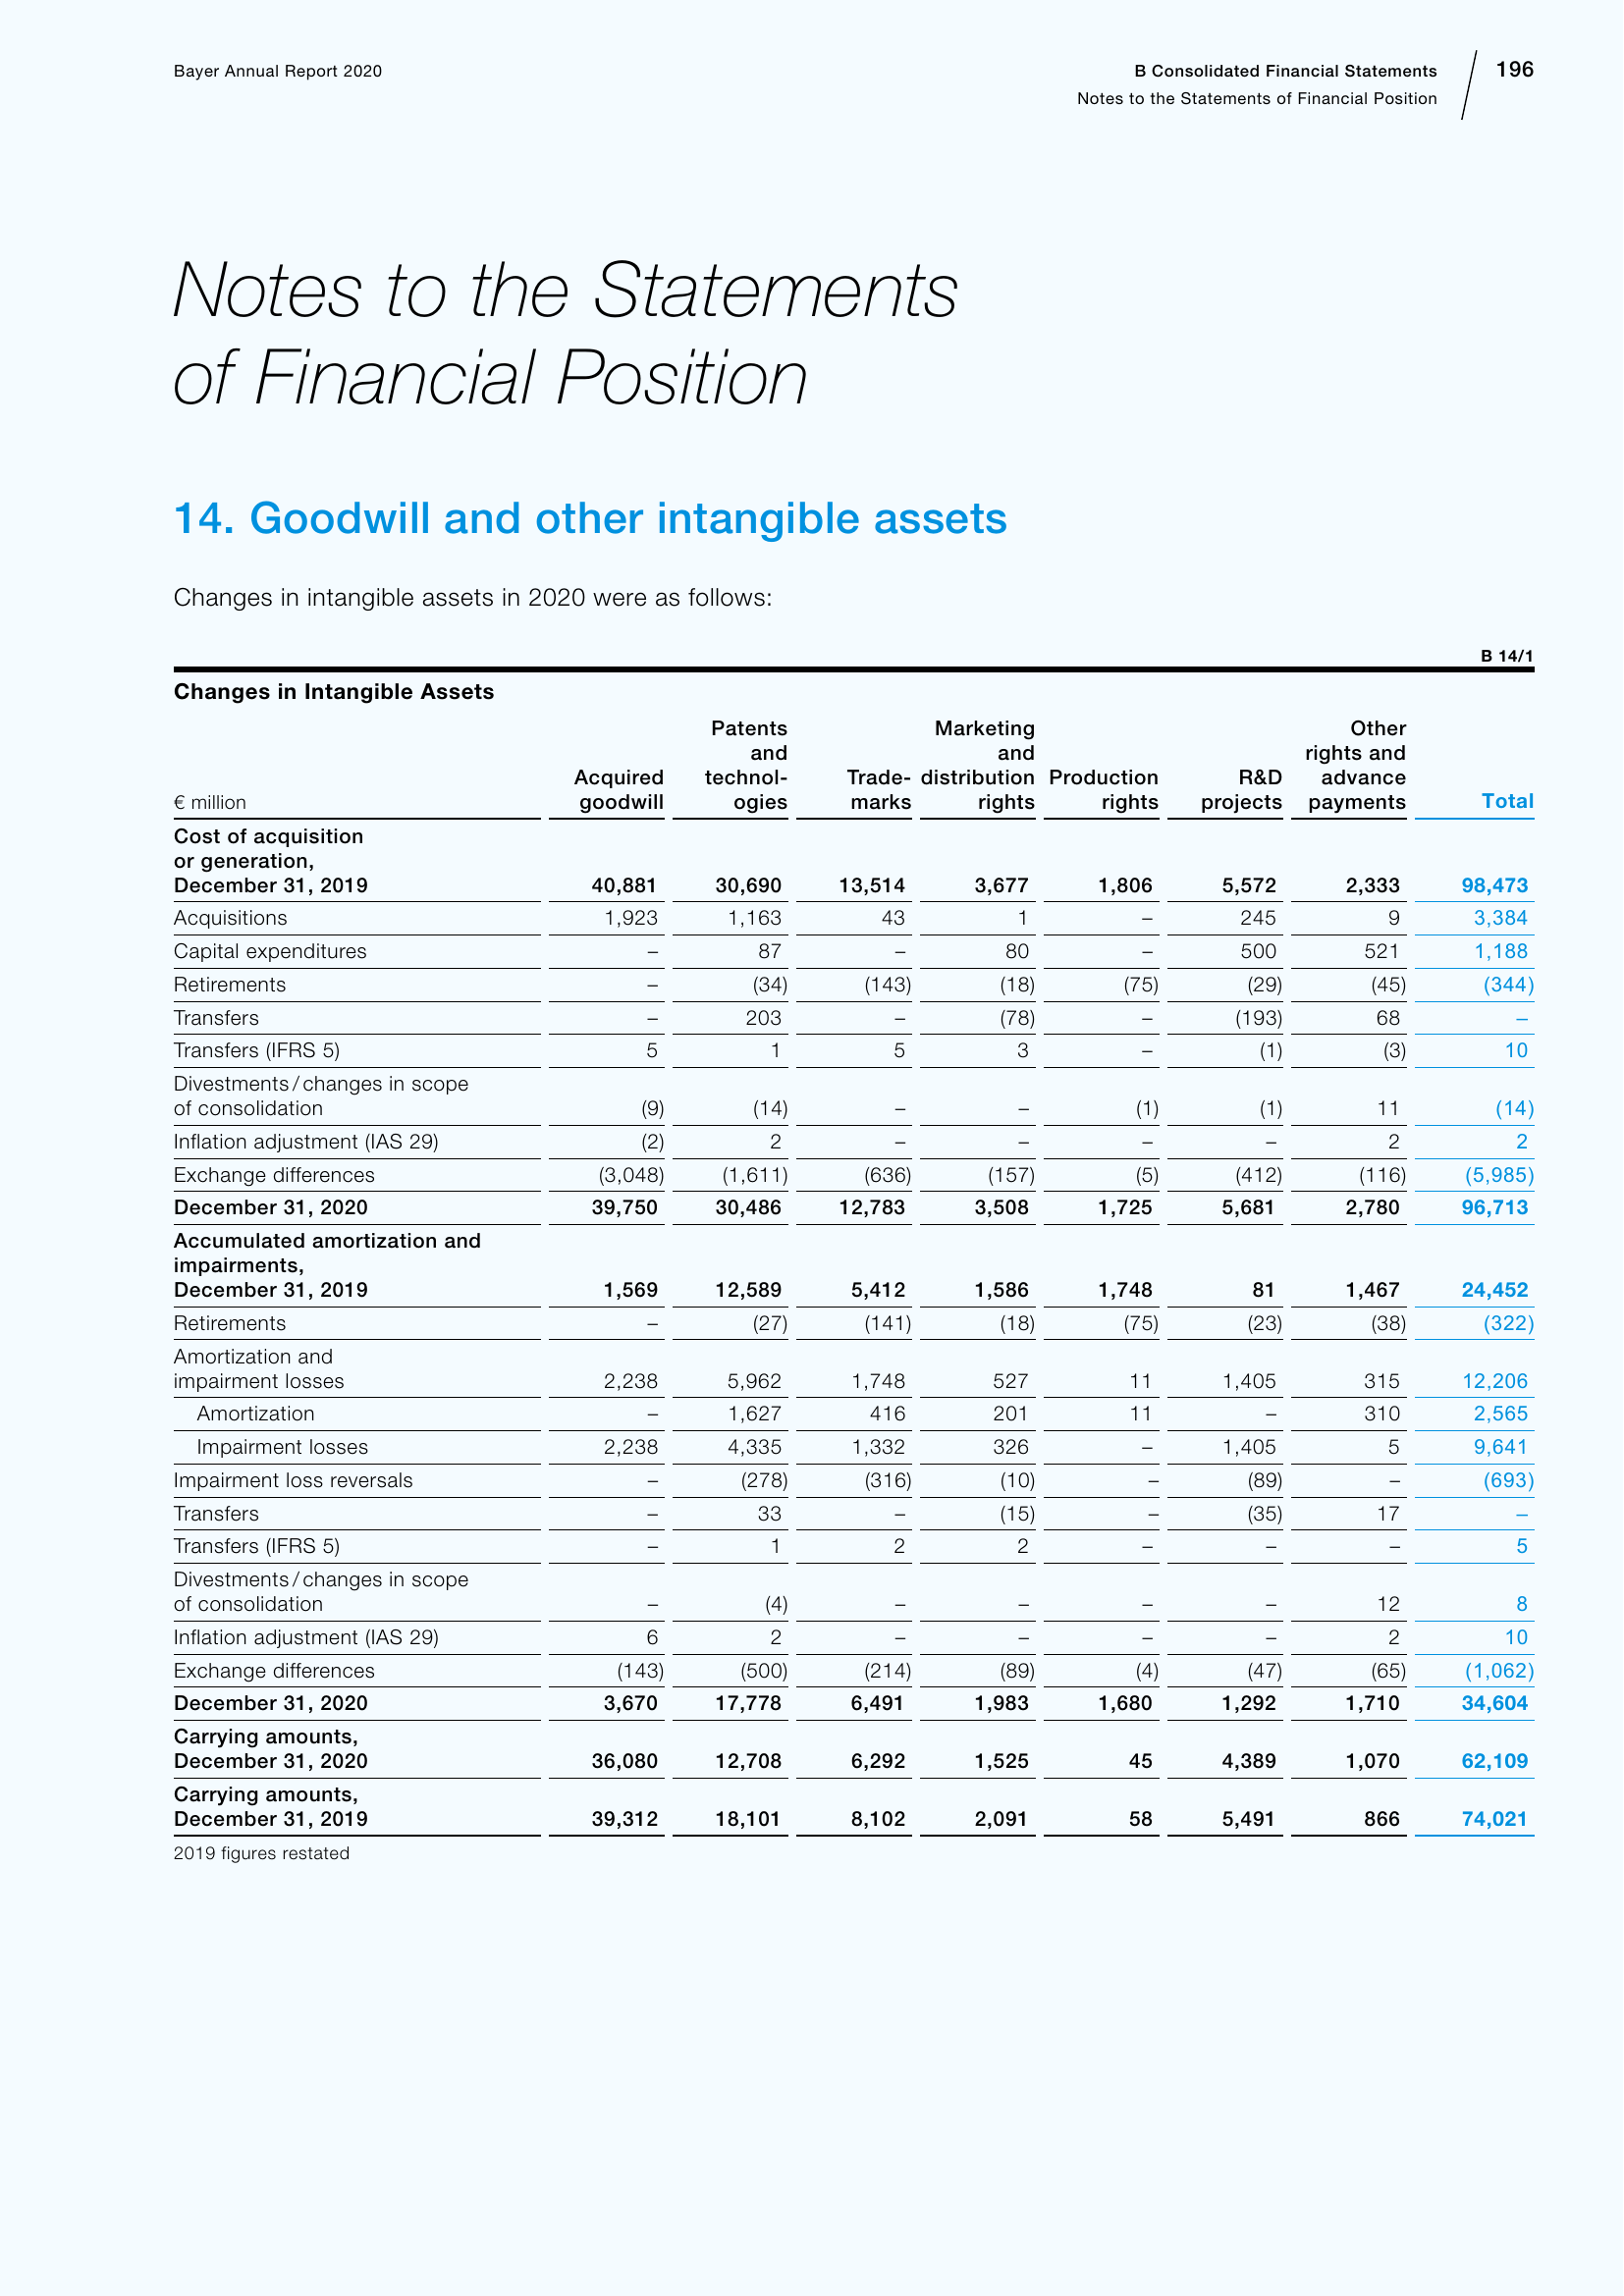 Bayer Annual Report 2020
B Consolidated Financial Statements
Notes to the Statements of Financial Position
196
Notes to the Statements
of Financial Position
14. Goodwill and other intangible assets
Changes in intangible assets in 2020 were as follows:
B 14/1
Changes in Intangible Assets
€ million Acquired goodwill Patents and technol-ogies Trade-marks Marketing and distribution rights Production rights R&D projects Other rights and advance payments Total
Cost of acquisition
or generation,
December 31, 2019 40,881 30,690 13,514 3,677 1,806 5,572 2,333 98,473
Acquisitions 1,923 1,163 43 1 – 245 9 3,384
Capital expenditures – 87 – 80 – 500 521 1,188
Retirements – (34) (143) (18) (75) (29) (45) (344)
Transfers – 203 – (78) – (193) 68 –
Transfers (IFRS 5) 5 1 5 3 – (1) (3) 10
Divestments/changes in scope
of consolidation (9) (14) – – (1) (1) 11 (14)
Inflation adjustment (IAS 29) (2) 2 – – – – 2 2
Exchange differences (3,048) (1,611) (636) (157) (5) (412) (116) (5,985)
December 31, 2020 39,750 30,486 12,783 3,508 1,725 5,681 2,780 96,713
Accumulated amortization and
impairments,
December 31, 2019 1,569 12,589 5,412 1,586 1,748 81 1,467 24,452
Retirements – (27) (141) (18) (75) (23) (38) (322)
Amortization and
impairment losses 2,238 5,962 1,748 527 11 1,405 315 12,206
Amortization – 1,627 416 201 11 – 310 2,565
Impairment losses 2,238 4,335 1,332 326 – 1,405 5 9,641
Impairment loss reversals – (278) (316) (10) – (89) – (693)
Transfers – 33 – (15) – (35) 17 –
Transfers (IFRS 5) – 1 2 2 – – – 5
Divestments/changes in scope
of consolidation – (4) – – – – 12 8
Inflation adjustment (IAS 29) 6 2 – – – – 2 10
Exchange differences (143) (500) (214) (89) (4) (47) (65) (1,062)
December 31, 2020 3,670 17,778 6,491 1,983 1,680 1,292 1,710 34,604
Carrying amounts,
December 31, 2020 36,080 12,708 6,292 1,525 45 4,389 1,070 62,109
Carrying amounts,
December 31, 2019 39,312 18,101 8,102 2,091 58 5,491 866 74,021
2019 figures restated